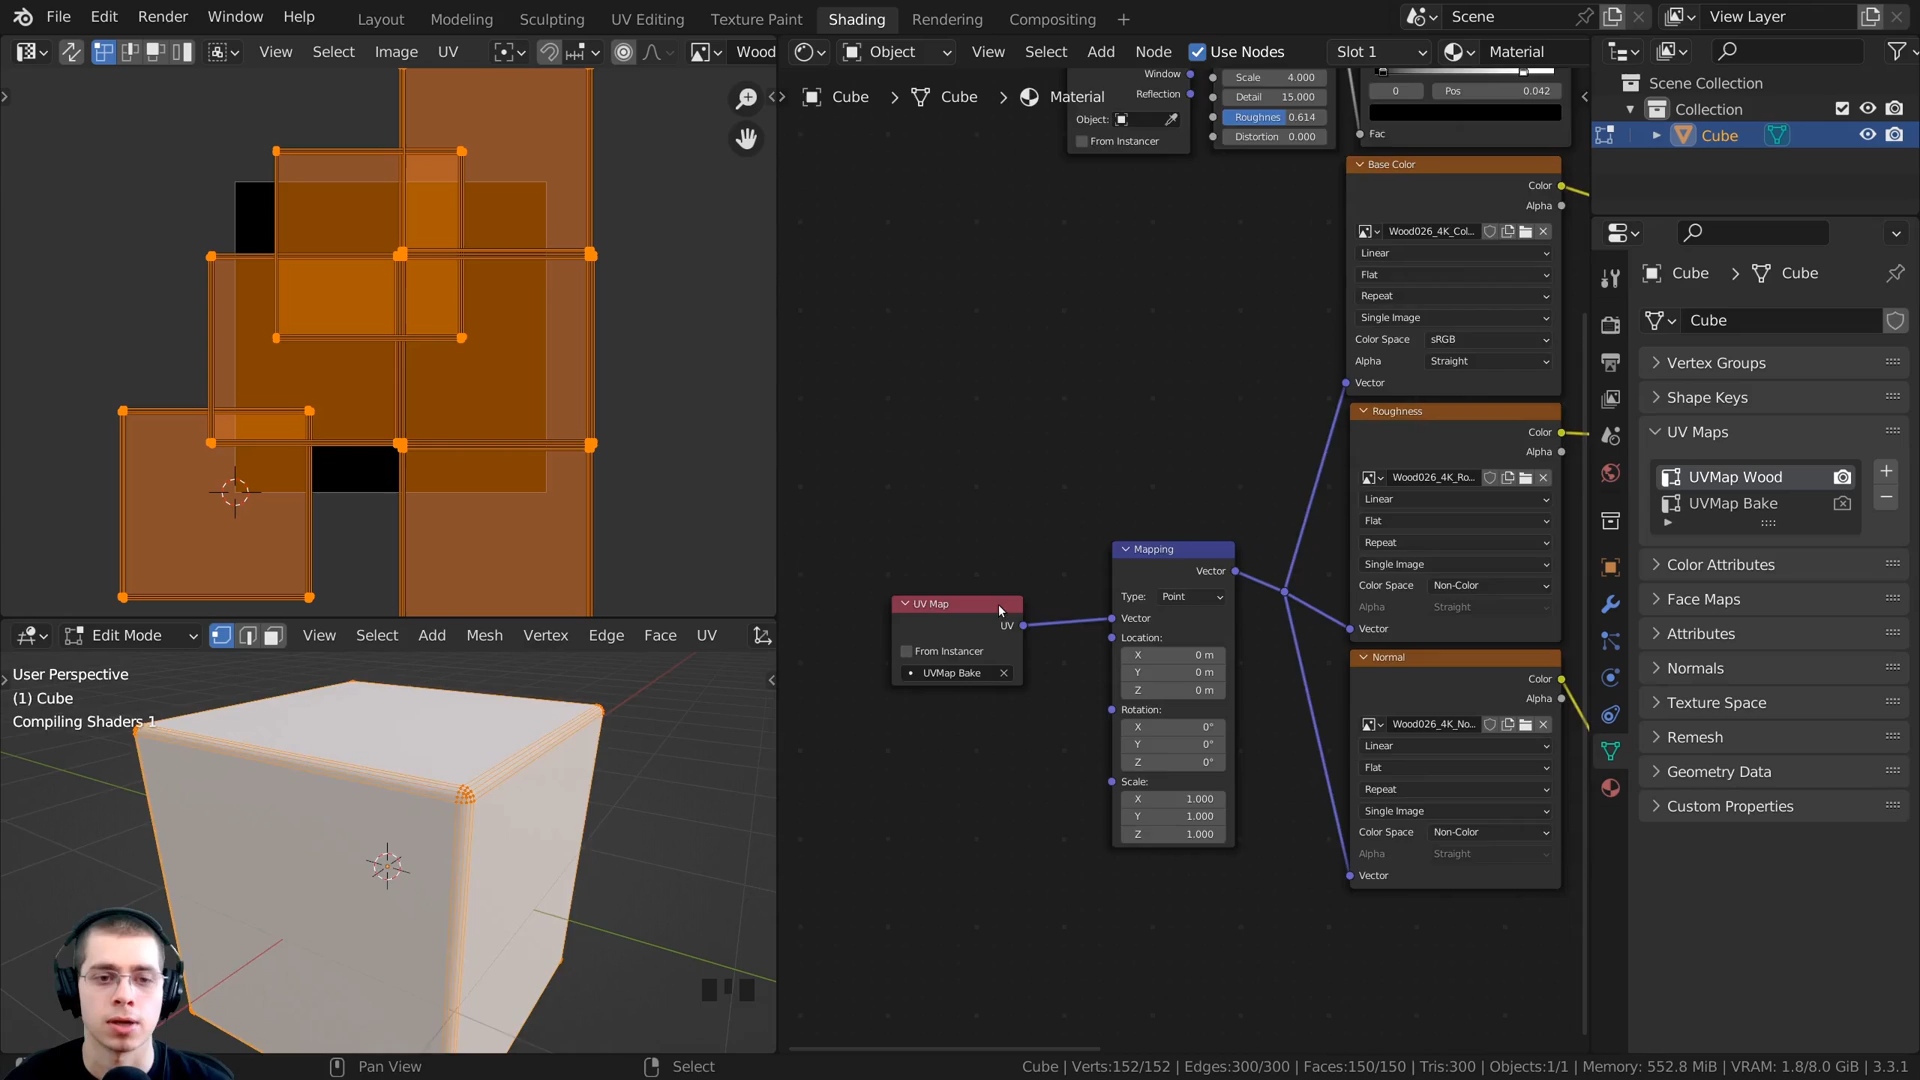 File Edit Render Window Help Layout Modeling Sculpting UV Editing Texture Paint Shading Rendering Compositing + Scene View Layer
View Select Image UV Wood
Object View Select Add Node Use Nodes Slot 1 Material
Cube > Cube > Material
Window
Reflection
Object:
From Instancer
Scale 4.000
Detail 15.000
Roughnes 0.614
Distortion 0.000
0 Pos 0.042
Fac
Base Color
Color
Alpha
Wood026_4K_Col...
Linear
Flat
Repeat
Single Image
Color Space sRGB
Alpha Straight
Vector
Roughness
Color
Alpha
Wood026_4K_Ro...
Linear
Flat
Repeat
Single Image
Color Space Non-Color
Alpha Straight
Vector
Normal
Color
Alpha
Wood026_4K_No...
Linear
Flat
Repeat
Single Image
Color Space Non-Color
Alpha Straight
Vector
Mapping
Vector
Type: Point
Vector
Location:
X 0 m
Y 0 m
Z 0 m
Rotation:
X 0°
Y 0°
Z 0°
Scale:
X 1.000
Y 1.000
Z 1.000
UV Map
UV
From Instancer
UVMap Bake
Edit Mode View Select Add Mesh Vertex Edge Face UV
User Perspective
(1) Cube
Compiling Shaders 1
Scene Collection
Collection
Cube
Cube > Cube
Cube
Vertex Groups
Shape Keys
UV Maps
UVMap Wood
UVMap Bake
Color Attributes
Face Maps
Attributes
Normals
Texture Space
Remesh
Geometry Data
Custom Properties
Pan View Select Cube | Verts:152/152 | Edges:300/300 | Faces:150/150 | Tris:300 | Objects:1/1 | Memory: 552.8 MiB | VRAM: 1.8/8.0 GiB | 3.3.1